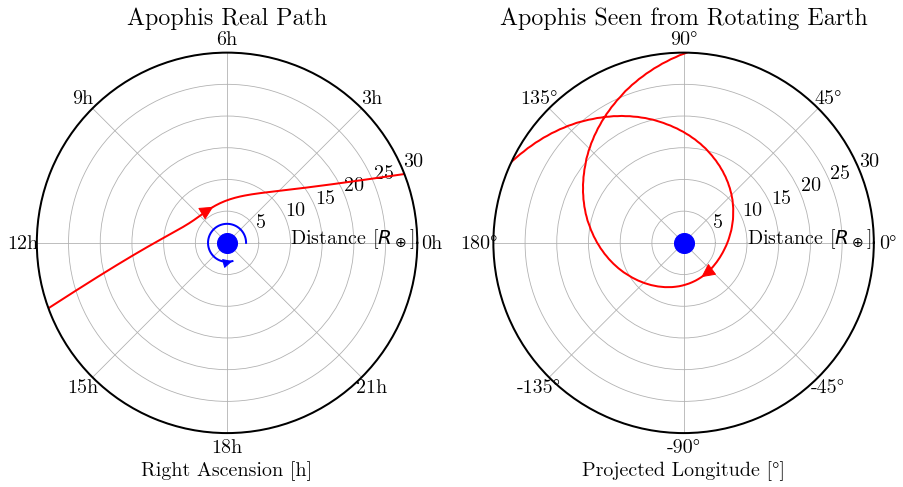 Apophis Real Path
6h
9h
3h
30
25
20
15
10
5
12h
Distance [R⊕]
0h
15h
21h
18h
Right Ascension [h]
Apophis Seen from Rotating Earth
90°
135°
45°
30
25
20
15
10
5
180°
Distance [R⊕]
0°
-135°
-45°
-90°
Projected Longitude [°]